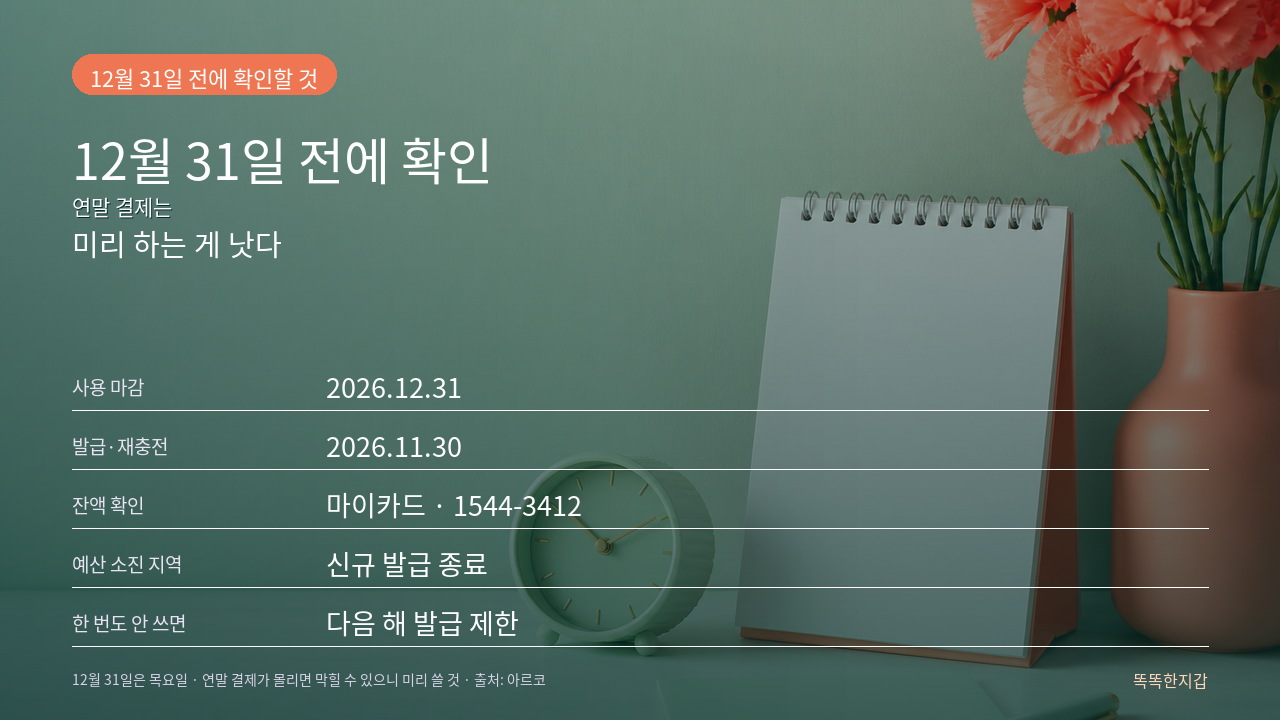 12월 31일 전에 확인할 것
12월 31일 전에 확인
연말 결제는
미리 하는 게 낫다
사용 마감 2026.12.31
발급·재충전 2026.11.30
잔액 확인 마이카드 · 1544-3412
예산 소진 지역 신규 발급 종료
한 번도 안 쓰면 다음 해 발급 제한
12월 31일은 목요일 · 연말 결제가 몰리면 막힐 수 있으니 미리 쓸 것 · 출처: 아르코
똑똑한지갑